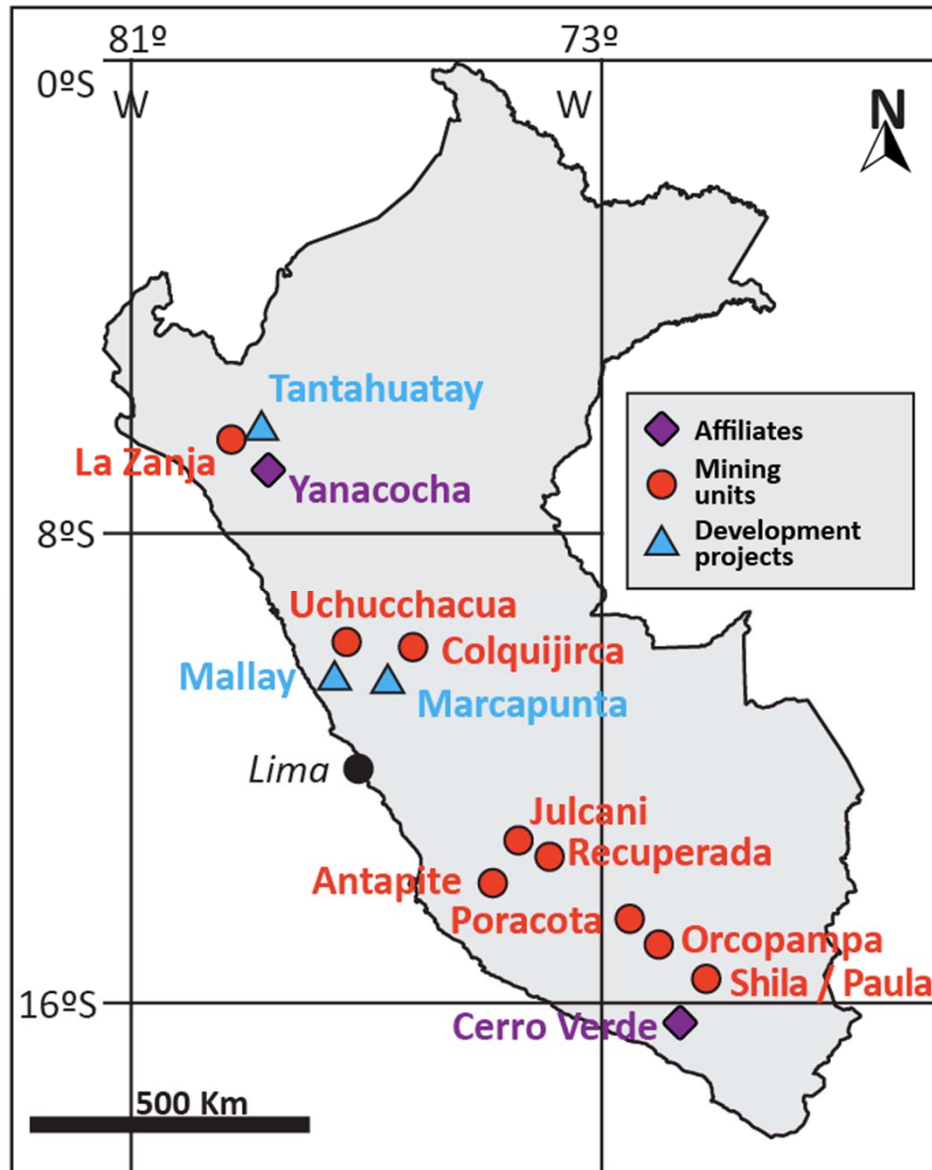 81º
73º
0ºS
W
W
N
Tantahuatay
La Zanja
Yanacocha
Affiliates
Mining
units
Development
projects
8ºS
Uchucchacua
Colquijirca
Mallay
Marcapunta
Lima
Julcani
Recuperada
Antapite
Poracota
Orcopampa
Shila / Paula
16ºS
Cerro Verde
500 Km